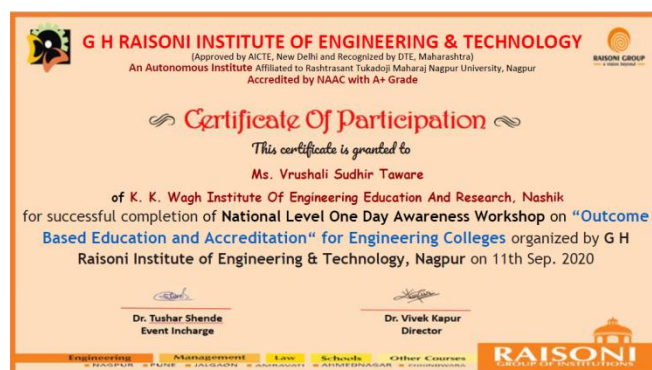 G H RAISONI INSTITUTE OF ENGINEERING & TECHNOLOGY
(Approved by AICTE, New Delhi and Recognized by DTE, Maharashtra)
An Autonomous Institute Affiliated to Rashtrasant Tukadoji Maharaj Nagpur University, Nagpur
Accredited by NAAC with A+ Grade
RAISONI GROUP
a vision beyond
Certificate Of Participation
This certificate is granted to
Ms. Vrushali Sudhir Taware
of K. K. Wagh Institute Of Engineering Education And Research, Nashik
for successful completion of National Level One Day Awareness Workshop on “Outcome
Based Education and Accreditation“ for Engineering Colleges organized by G H
Raisoni Institute of Engineering & Technology, Nagpur on 11th Sep. 2020
Dr. Tushar Shende
Event Incharge
Dr. Vivek Kapur
Director
Engineering Management Law Schools Other Courses
NAGPUR PUNE JALGAON AMRAVATI AHMEDNAGAR CHHINDWARA
RAISONI
GROUP OF INSTITUTIONS